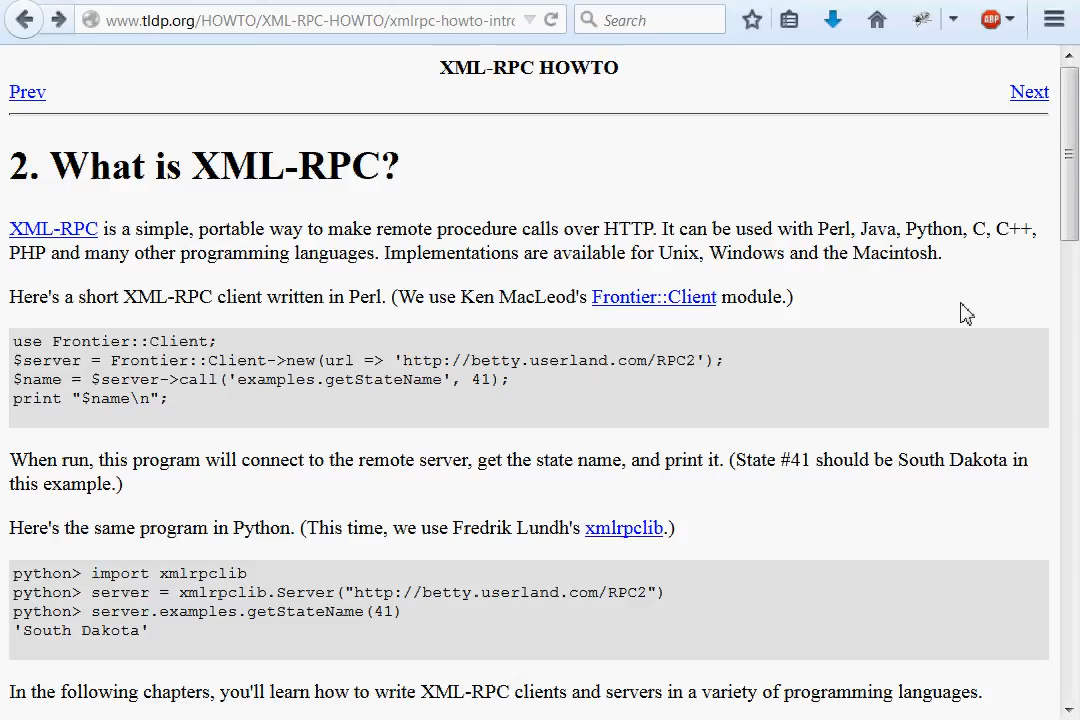 www.tldp.org/HOWTO/XML-RPC-HOWTO/xmlrpc-howto-intro
Search
ABP
XML-RPC HOWTO
Prev
Next
2. What is XML-RPC?
XML-RPC is a simple, portable way to make remote procedure calls over HTTP. It can be used with Perl, Java, Python, C, C++,
PHP and many other programming languages. Implementations are available for Unix, Windows and the Macintosh.
Here's a short XML-RPC client written in Perl. (We use Ken MacLeod's Frontier::Client module.)
use Frontier::Client;
$server = Frontier::Client->new(url => 'http://betty.userland.com/RPC2');
$name = $server->call('examples.getStateName', 41);
print "$name\n";
When run, this program will connect to the remote server, get the state name, and print it. (State #41 should be South Dakota in
this example.)
Here's the same program in Python. (This time, we use Fredrik Lundh's xmlrpclib.)
python> import xmlrpclib
python> server = xmlrpclib.Server("http://betty.userland.com/RPC2")
python> server.examples.getStateName(41)
'South Dakota'
In the following chapters, you'll learn how to write XML-RPC clients and servers in a variety of programming languages.